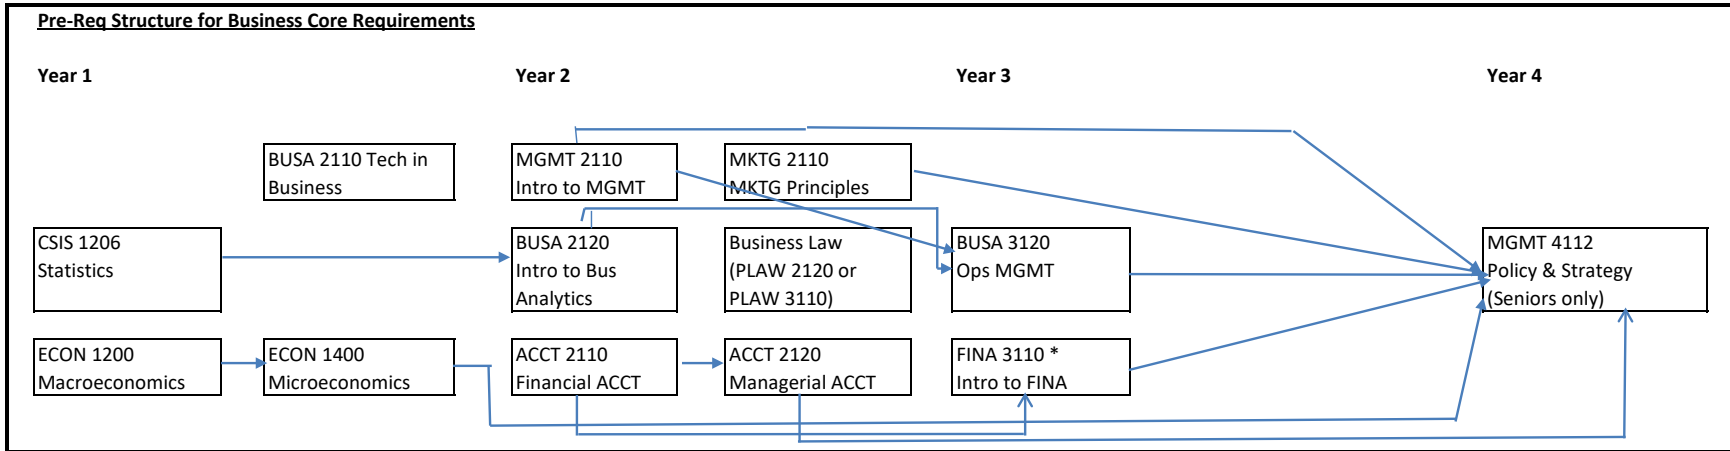 Pre-Req Structure for Business Core Requirements
Year 1
Year 2
Year 3
Year 4
BUSA 2110 Tech in
Business
MGMT 2110
Intro to MGMT
MKTG 2110
MKTG Principles
CSIS 1206
Statistics
BUSA 2120
Intro to Bus
Analytics
Business Law
(PLAW 2120 or
PLAW 3110)
BUSA 3120
Ops MGMT
MGMT 4112
Policy & Strategy
(Seniors only)
ECON 1200
Macroeconomics
ECON 1400
Microeconomics
ACCT 2110
Financial ACCT
ACCT 2120
Managerial ACCT
FINA 3110 *
Intro to FINA